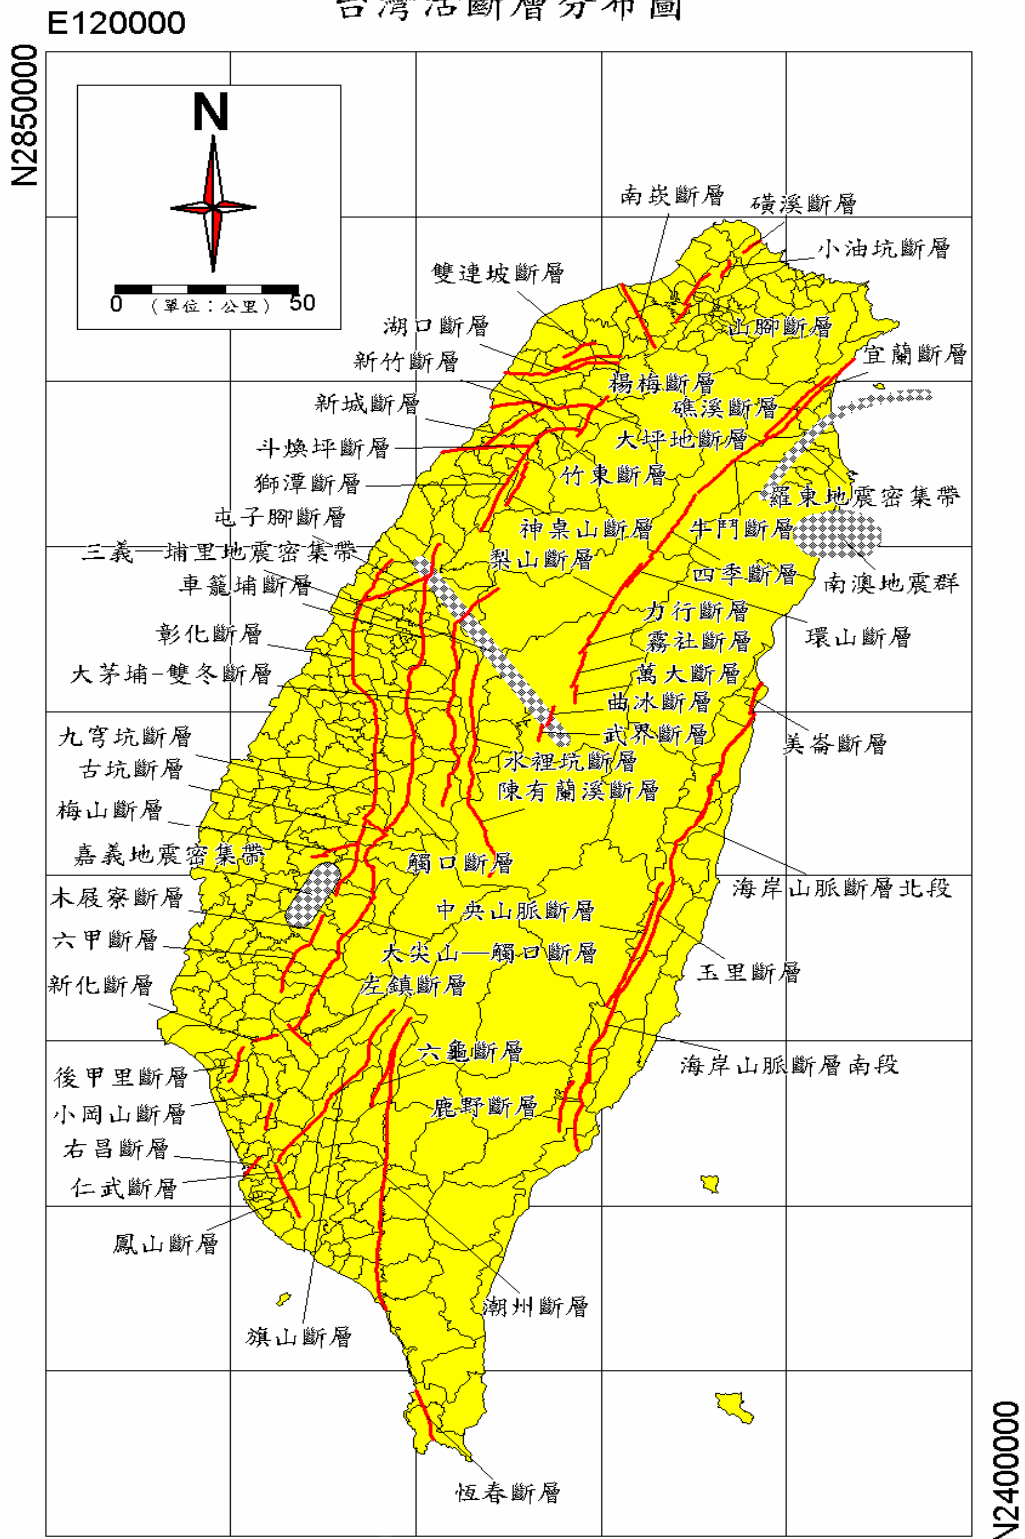 台灣活斷層分布圖
E120000
N2850000
N
0
50
(單位：公里)
南崁斷層
磺溪斷層
小油坑斷層
雙連坡斷層
湖口斷層
山腳斷層
新竹斷層
宜蘭斷層
楊梅斷層
新城斷層
礁溪斷層
大坪地斷層
斗煥坪斷層
竹東斷層
獅潭斷層
羅東地震密集帶
屯子腳斷層
神桌山斷層
牛鬥斷層
三義—埔里地震密集帶
梨山斷層
車籠埔斷層
四季斷層
南澳地震群
力行斷層
彰化斷層
霧社斷層
環山斷層
大茅埔-雙冬斷層
萬大斷層
曲冰斷層
九芎坑斷層
武界斷層
美崙斷層
古坑斷層
水裡坑斷層
陳有蘭溪斷層
梅山斷層
嘉義地震密集帶
觸口斷層
海岸山脈斷層北段
木屐寮斷層
中央山脈斷層
六甲斷層
大尖山—觸口斷層
玉里斷層
新化斷層
左鎮斷層
六龜斷層
海岸山脈斷層南段
後甲里斷層
鹿野斷層
小岡山斷層
右昌斷層
仁武斷層
鳳山斷層
潮州斷層
旗山斷層
恆春斷層
N2400000